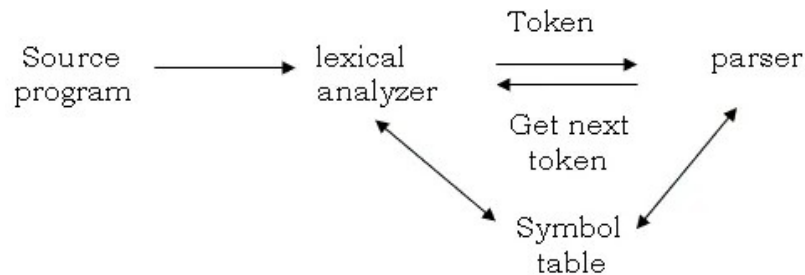 Token
Source
program
lexical
analyzer
parser
Get next
token
Symbol
table